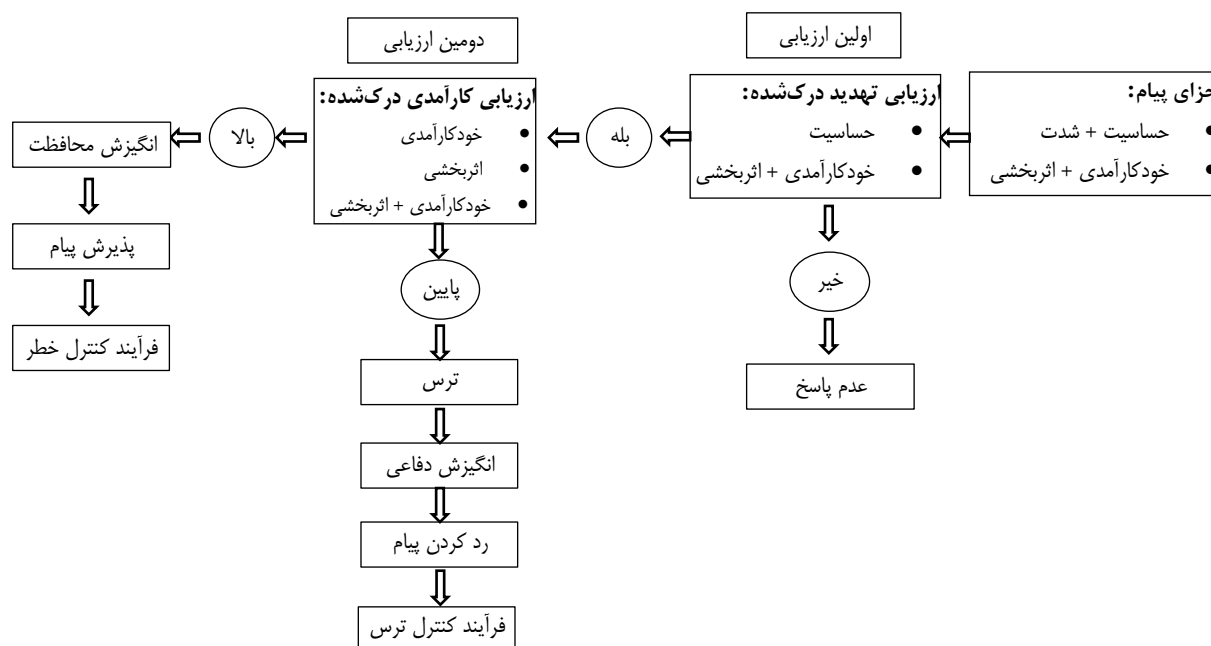 اولین ارزیابی
دومین ارزیابی
جزای پیام:
حساسیت + شدت
خودکارآمدی + اثربخشی
ارزیابی تهدید درک‌شده:
حساسیت
خودکارآمدی + اثربخشی
بله
ارزیابی کارآمدی درک‌شده:
خودکارآمدی
اثربخشی
خودکارآمدی + اثربخشی
بالا
انگیزش محافظت
پذیرش پیام
فرآیند کنترل خطر
خیر
عدم پاسخ
پایین
ترس
انگیزش دفاعی
رد کردن پیام
فرآیند کنترل ترس